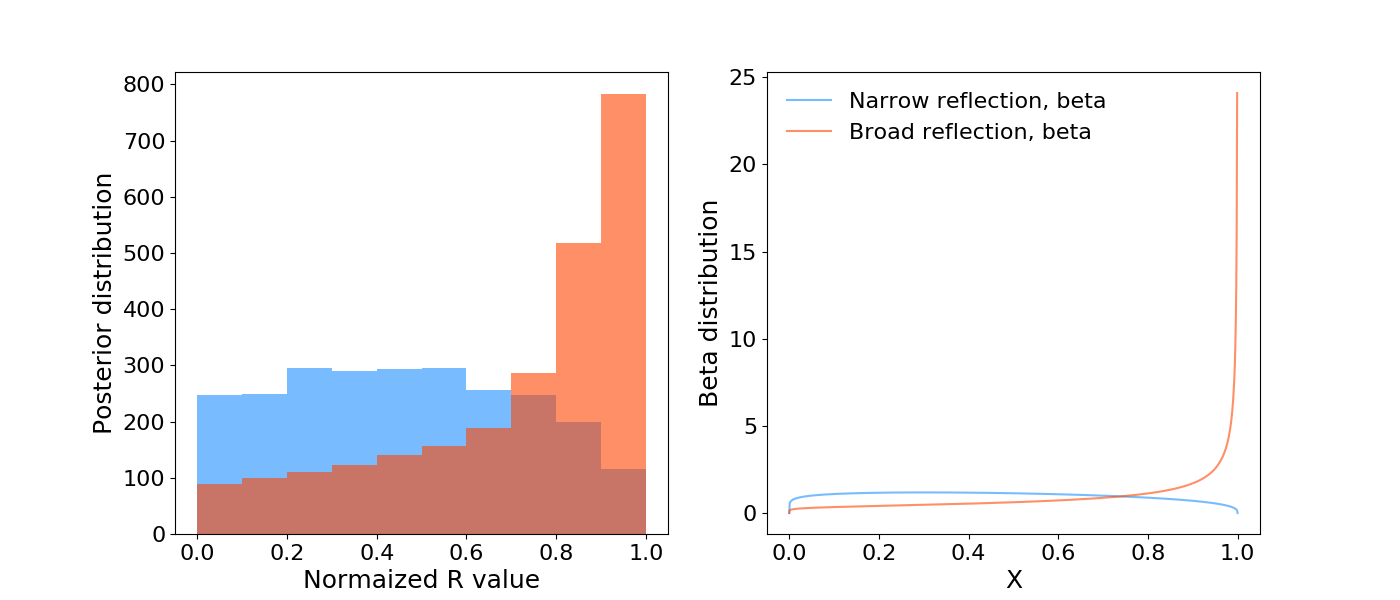 800
700
600
500
400
300
200
100
0
Posterior distribution
0.0 0.2 0.4 0.6 0.8 1.0
Normaized R value
25
20
15
10
5
0
Beta distribution
Narrow reflection, beta
Broad reflection, beta
0.0 0.2 0.4 0.6 0.8 1.0
X